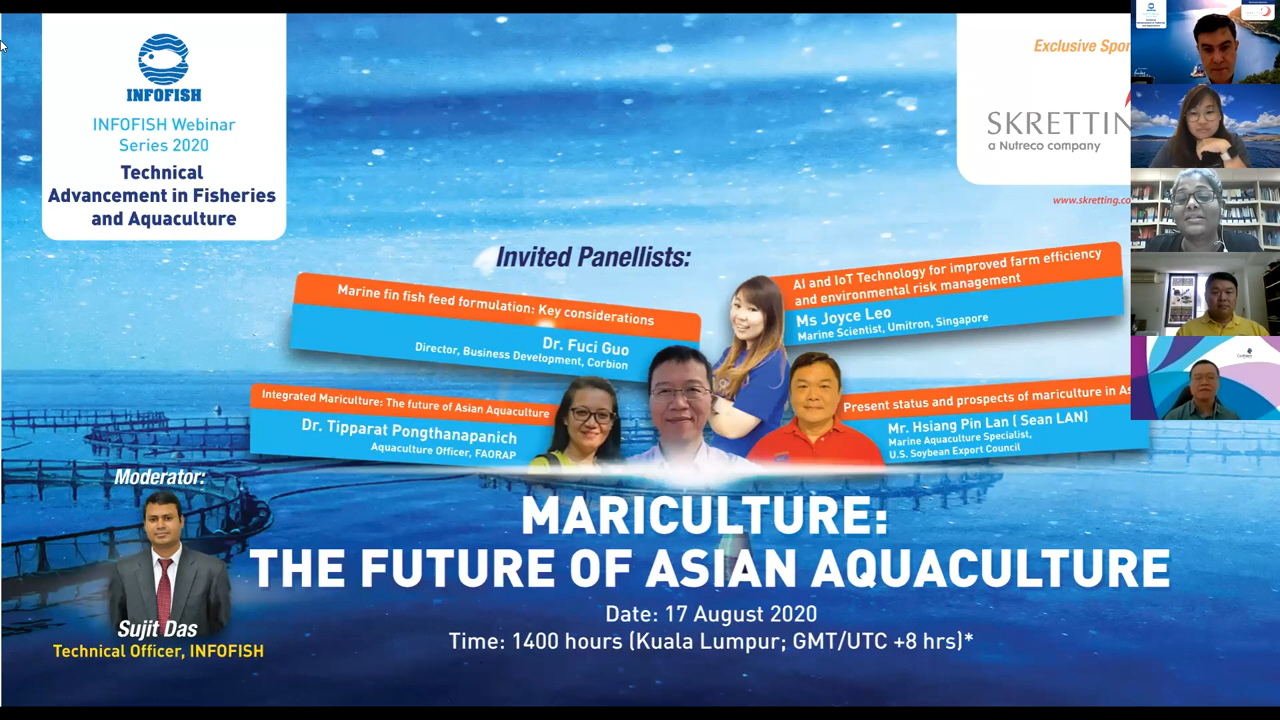 INFOFISH
INFOFISH Webinar
Series 2020
Technical
Advancement in Fisheries
and Aquaculture
Exclusive Spor
SKRETTIN
a Nutreco company
www.skretting.co
Invited Panellists:
Marine fin fish feed formulation: Key considerations
Dr. Fuci Guo
Director, Business Development, Corbion
AI and IoT Technology for improved farm efficiency
and environmental risk management
Ms Joyce Leo
Marine Scientist, Umitron, Singapore
Integrated Mariculture: The future of Asian Aquaculture
Dr. Tipparat Pongthanapanich
Aquaculture Officer, FAORAP
Present status and prospects of mariculture in As
Mr. Hsiang Pin Lan ( Sean LAN)
Marine Aquaculture Specialist,
U.S. Soybean Export Council
Moderator:
Sujit Das
Technical Officer, INFOFISH
MARICULTURE:
THE FUTURE OF ASIAN AQUACULTURE
Date: 17 August 2020
Time: 1400 hours (Kuala Lumpur; GMT/UTC +8 hrs)*